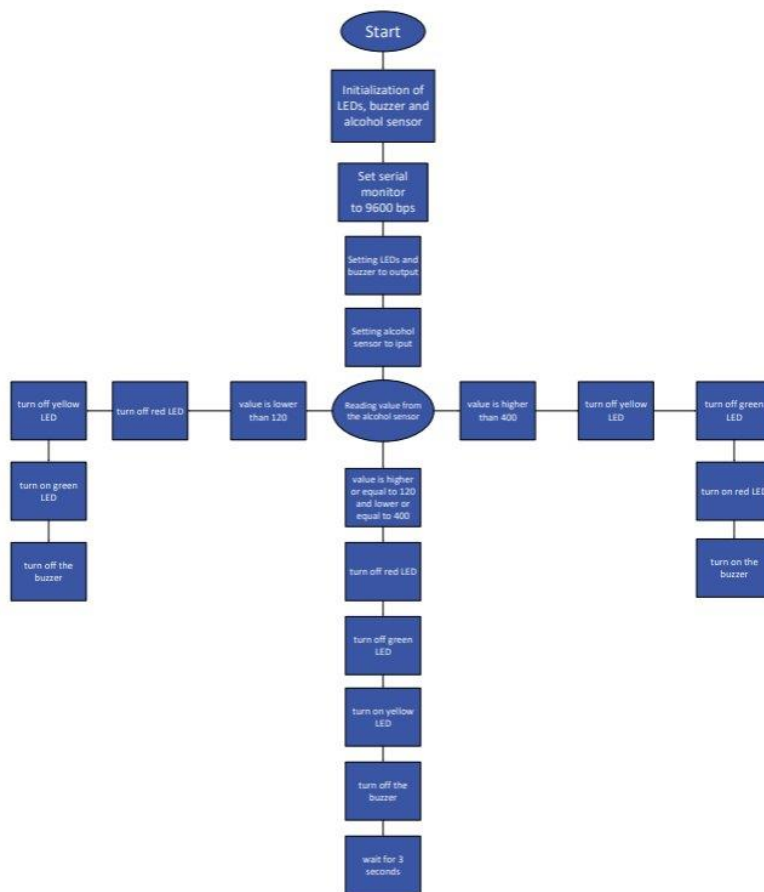 Start
Initialization of
LEDs, buzzer and
alcohol sensor
Set serial
monitor
to 9600 bps
Setting LEDs and
buzzer to output
Setting alcohol
sensor to iput
Reading value from
the alcohol sensor
value is lower
than 120
turn off red LED
turn off yellow
LED
turn on green
LED
turn off the
buzzer
value is higher
or equal to 120
and lower or
equal to 400
turn off red LED
turn off green
LED
turn on yellow
LED
turn off the
buzzer
wait for 3
seconds
value is higher
than 400
turn off yellow
LED
turn off green
LED
turn on red LED
turn on the
buzzer